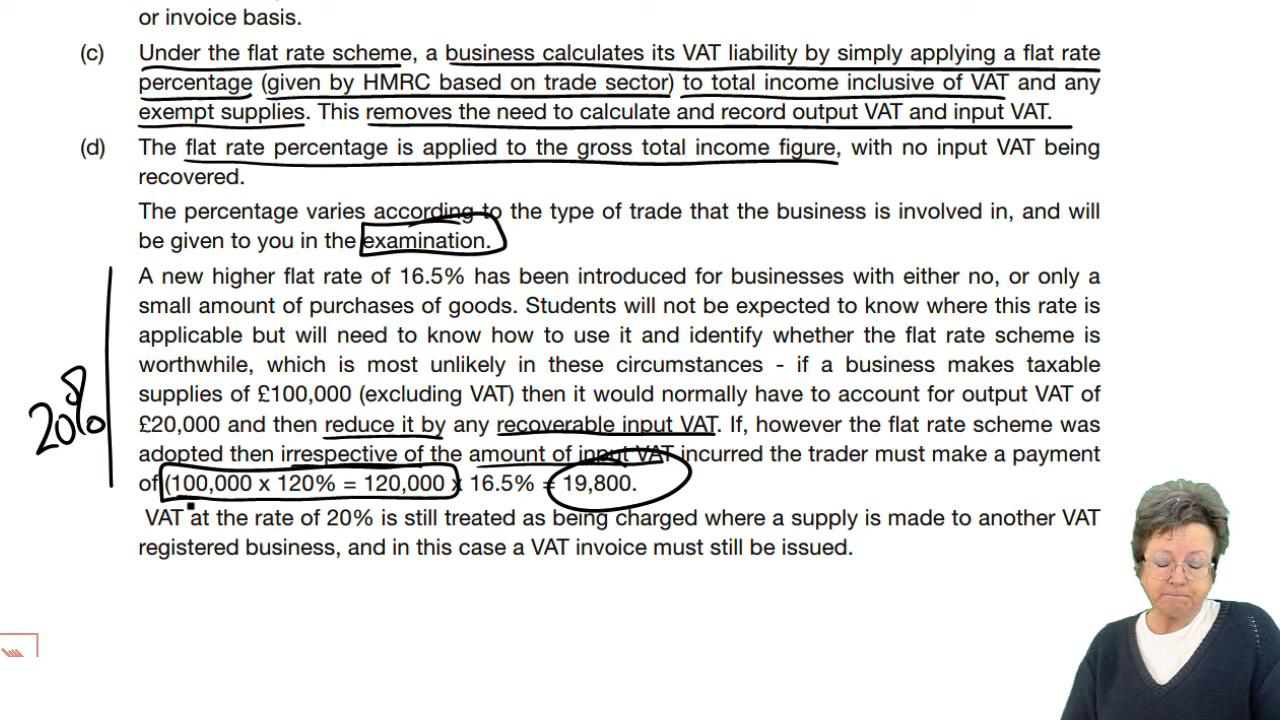 or invoice basis.
(c) Under the flat rate scheme, a business calculates its VAT liability by simply applying a flat rate
percentage (given by HMRC based on trade sector) to total income inclusive of VAT and any
exempt supplies. This removes the need to calculate and record output VAT and input VAT.
(d) The flat rate percentage is applied to the gross total income figure, with no input VAT being
recovered.
The percentage varies according to the type of trade that the business is involved in, and will
be given to you in the examination.
A new higher flat rate of 16.5% has been introduced for businesses with either no, or only a
small amount of purchases of goods. Students will not be expected to know where this rate is
applicable but will need to know how to use it and identify whether the flat rate scheme is
worthwhile, which is most unlikely in these circumstances - if a business makes taxable
supplies of £100,000 (excluding VAT) then it would normally have to account for output VAT of
20%
£20,000 and then reduce it by any recoverable input VAT. If, however the flat rate scheme was
adopted then irrespective of the amount of input VAT incurred the trader must make a payment
of (100,000 x 120% = 120,000 x 16.5% = 19,800.
VAT at the rate of 20% is still treated as being charged where a supply is made to another VAT
registered business, and in this case a VAT invoice must still be issued.